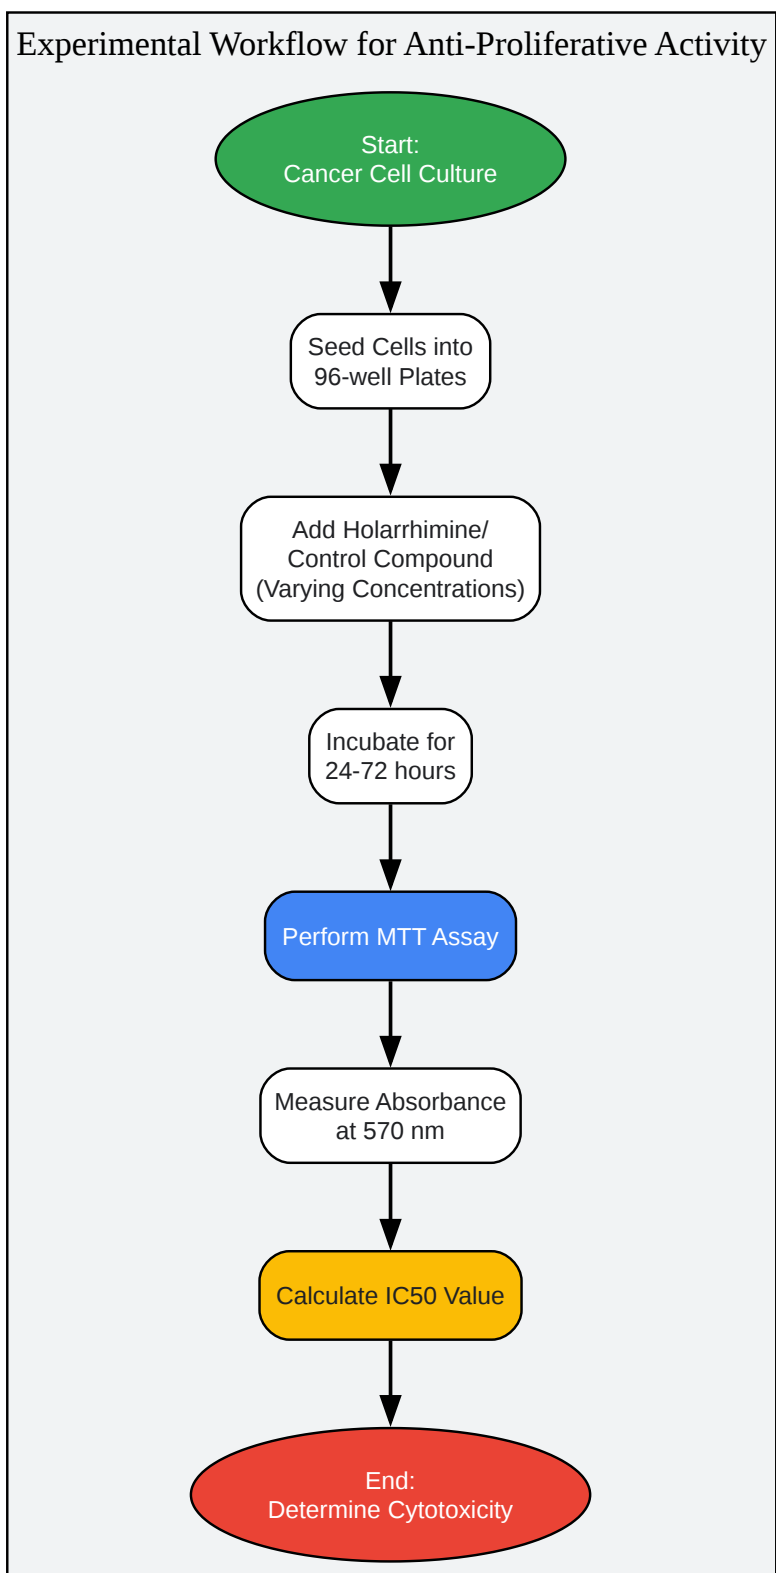 Experimental Workflow for Anti-Proliferative Activity
Start:
Cancer Cell Culture
Seed Cells into
96-well Plates
Add Holarrhimine/
Control Compound
(Varying Concentrations)
Incubate for
24-72 hours
Perform MTT Assay
Measure Absorbance
at 570 nm
Calculate IC50 Value
End:
Determine Cytotoxicity